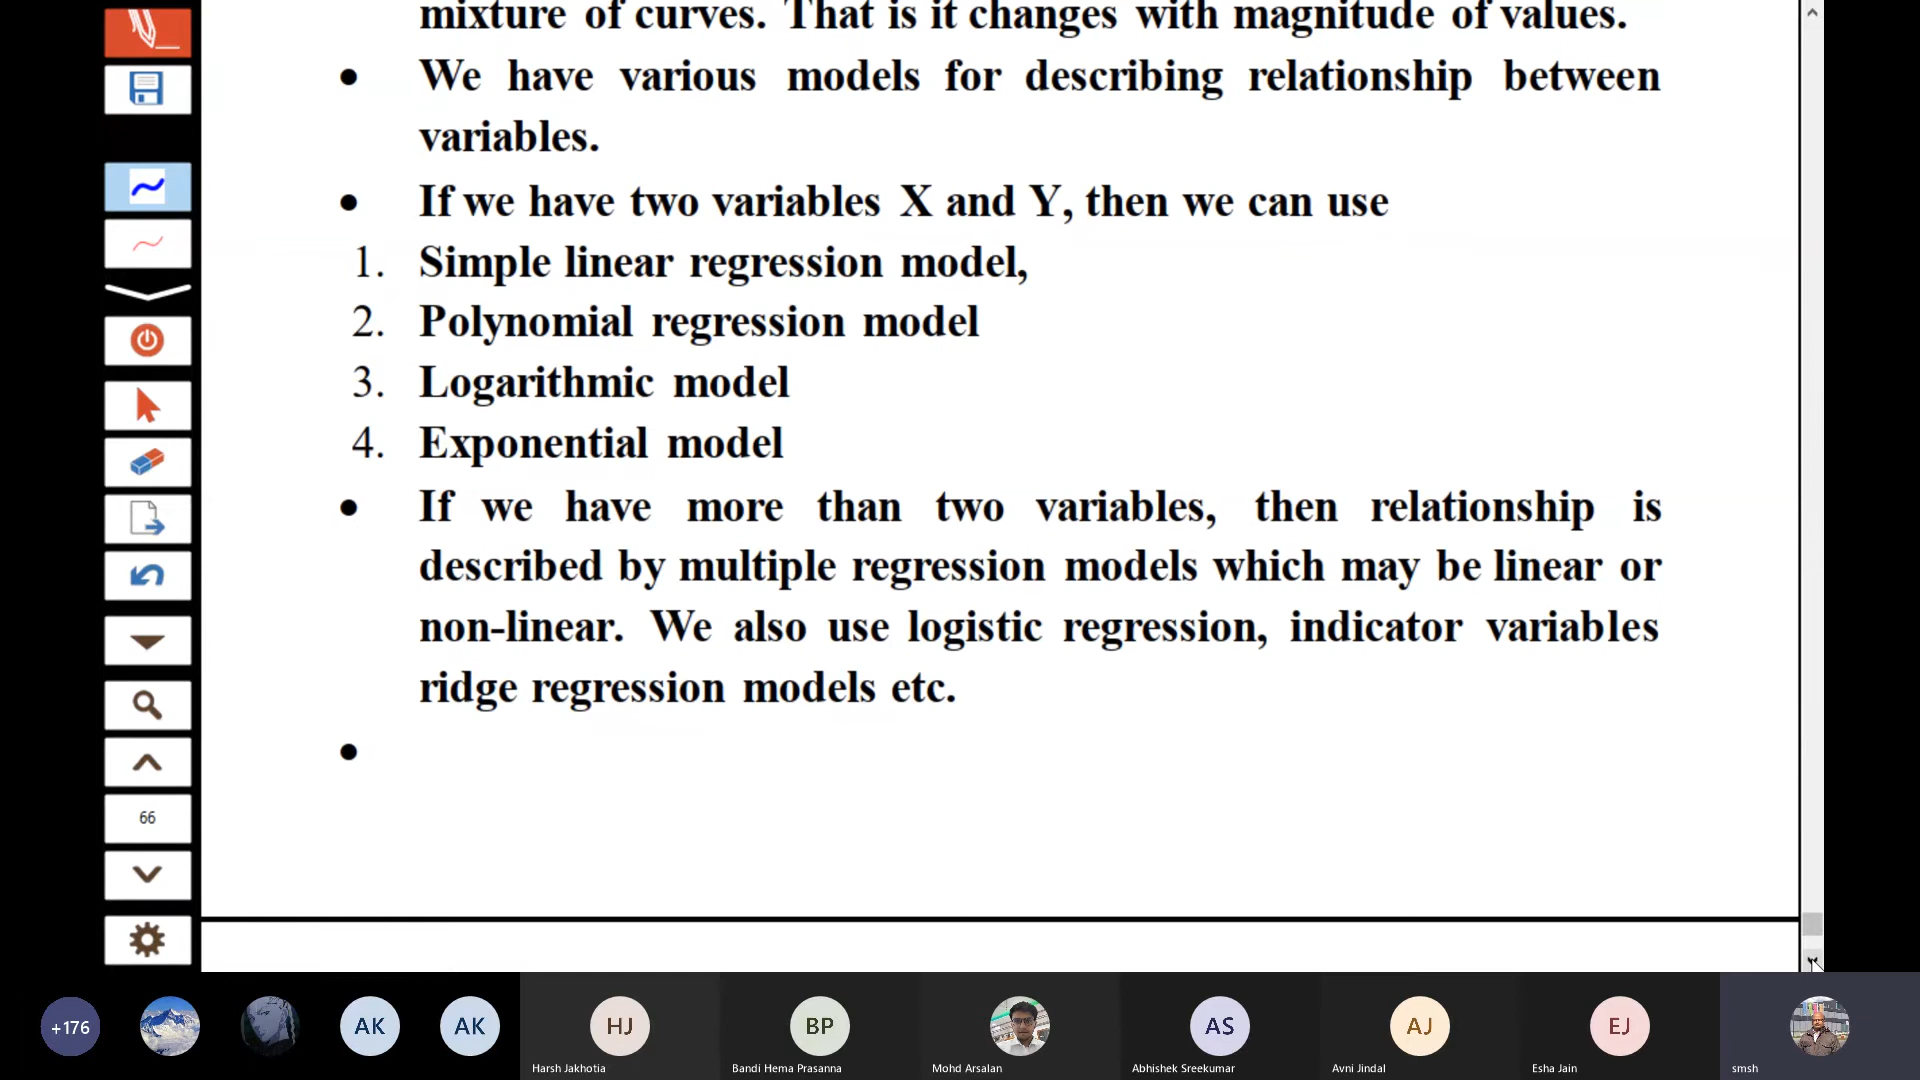 mixture of curves. That is it changes with magnitude of values.
• We have various models for describing relationship between
variables.
• If we have two variables X and Y, then we can use
1. Simple linear regression model,
2. Polynomial regression model
3. Logarithmic model
4. Exponential model
• If we have more than two variables, then relationship is
described by multiple regression models which may be linear or
non-linear. We also use logistic regression, indicator variables
ridge regression models etc.
•
66
+176
AK
AK
HJ
BP
AS
AJ
EJ
Harsh Jakhotia
Bandi Hema Prasanna
Mohd Arsalan
Abhishek Sreekumar
Avni Jindal
Esha Jain
smsh